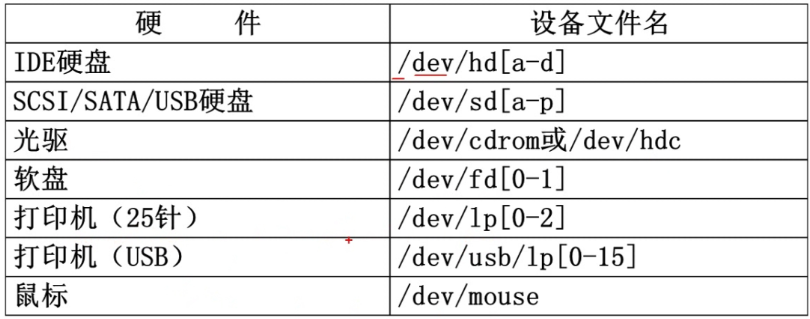 硬 件 设备文件名
IDE硬盘 /dev/hd[a-d]
SCSI/SATA/USB硬盘 /dev/sd[a-p]
光驱 /dev/cdrom或/dev/hdc
软盘 /dev/fd[0-1]
打印机（25针） /dev/lp[0-2]
打印机（USB） /dev/usb/lp[0-15]
鼠标 /dev/mouse